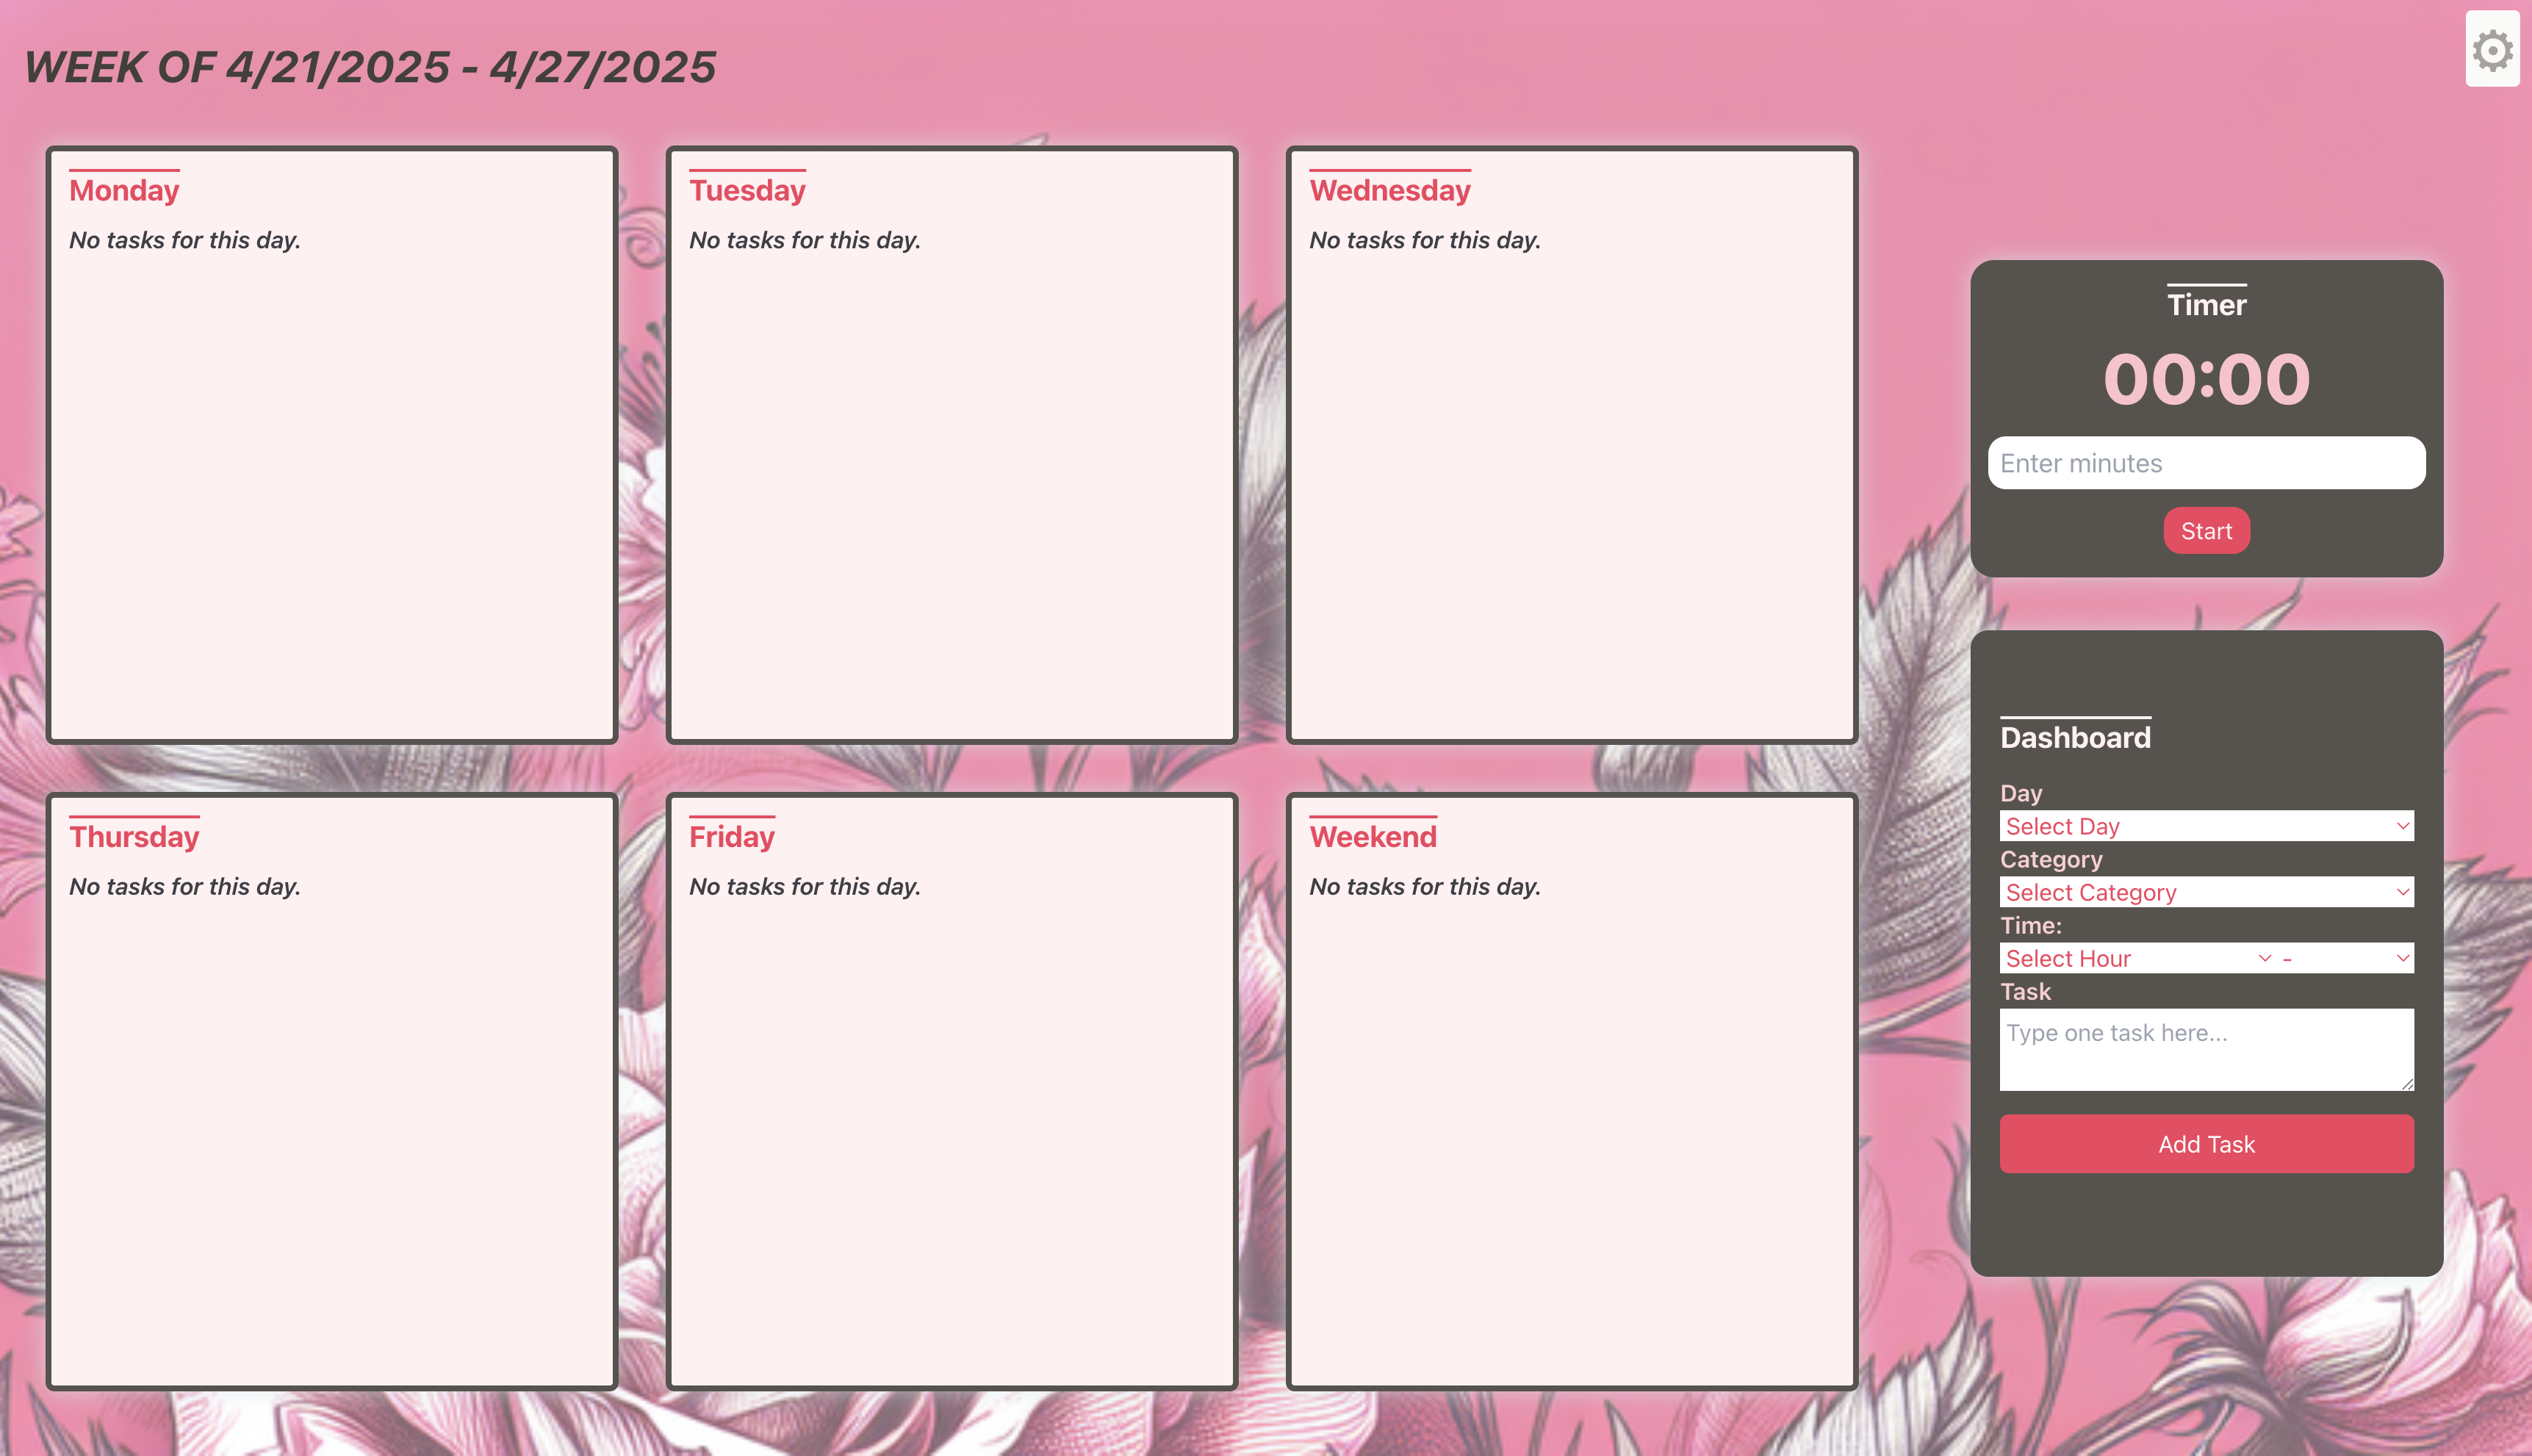 WEEK OF 4/21/2025 - 4/27/2025
Monday
No tasks for this day.
Tuesday
No tasks for this day.
Wednesday
No tasks for this day.
Thursday
No tasks for this day.
Friday
No tasks for this day.
Weekend
No tasks for this day.
Timer
00:00
Enter minutes
Start
Dashboard
Day
Select Day
Category
Select Category
Time:
Select Hour -
Task
Type one task here...
Add Task